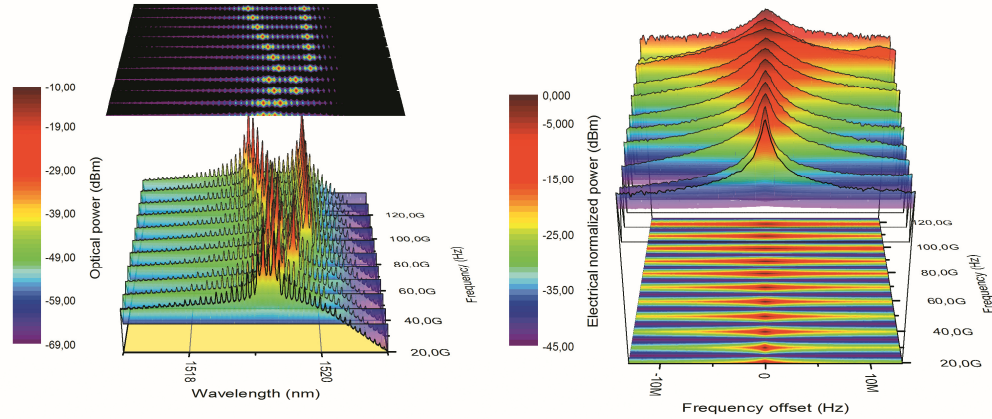 -10,00
-19,00
-29,00
-39,00
-49,00
-59,00
-69,00
Optical power (dBm)
120,0G
100,0G
80,0G
60,0G
40,0G
20,0G
Frequency (Hz)
1518
1520
Wavelength (nm)
0,000
-5,000
-15,00
-25,00
-35,00
-45,00
Electrical normalized power (dBm)
120,0G
100,0G
80,0G
60,0G
40,0G
20,0G
Frequency (Hz)
-10M
0
10M
Frequency offset (Hz)